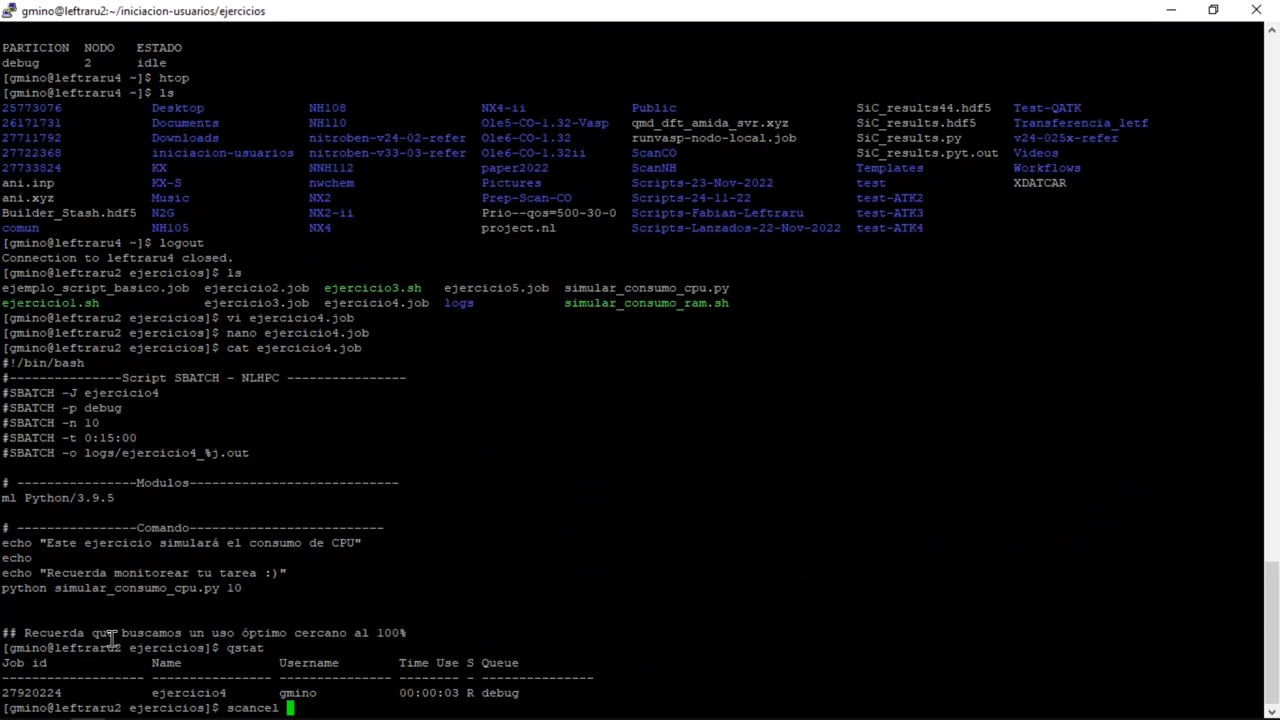 gmino@leftraru2:~/iniciacion-usuarios/ejercicios
PARTICION  NODO  ESTADO
debug      2     idle
[gmino@leftraru4 ~]$ htop
[gmino@leftraru4 ~]$ ls
25773076 Desktop NH108 NX4-ii Public SiC_results44.hdf5 Test-QATK
26171731 Documents NH110 Ole5-CO-1.32-Vasp qmd_dft_amida_svr.xyz SiC_results.hdf5 Transferencia_letf
27711792 Downloads nitroben-v24-02-refer Ole6-CO-1.32 runvasp-nodo-local.job SiC_results.py v24-025x-refer
27722368 iniciacion-usuarios nitroben-v33-03-refer Ole6-CO-1.32ii ScanCO SiC_results.pyt.out Videos
27733824 KX NNH112 paper2022 ScanNH Templates Workflows
ani.inp KX-S nwchem Pictures Scripts-23-Nov-2022 test XDATCAR
ani.xyz Music NX2 Prep-Scan-CO Scripts-24-11-22 test-ATK2
Builder_Stash.hdf5 N2G NX2-ii Prio--qos=500-30-0 Scripts-Fabian-Leftraru test-ATK3
comun NH105 NX4 project.nl Scripts-Lanzados-22-Nov-2022 test-ATK4
[gmino@leftraru4 ~]$ logout
Connection to leftraru4 closed.
[gmino@leftraru2 ejercicios]$ ls
ejemplo_script_basico.job ejercicio2.job ejercicio3.sh ejercicio5.job simular_consumo_cpu.py
ejercicio1.sh ejercicio3.job ejercicio4.job logs simular_consumo_ram.sh
[gmino@leftraru2 ejercicios]$ vi ejercicio4.job
[gmino@leftraru2 ejercicios]$ nano ejercicio4.job
[gmino@leftraru2 ejercicios]$ cat ejercicio4.job
#!/bin/bash
#---------------Script SBATCH - NLHPC ----------------
#SBATCH -J ejercicio4
#SBATCH -p debug
#SBATCH -n 10
#SBATCH -t 0:15:00
#SBATCH -o logs/ejercicio4_%j.out
# ----------------Modulos----------------------------
ml Python/3.9.5
# ----------------Comando--------------------------
echo "Este ejercicio simulará el consumo de CPU"
echo
echo "Recuerda monitorear tu tarea :)"
python simular_consumo_cpu.py 10
## Recuerda que buscamos un uso óptimo cercano al 100%
[gmino@leftraru2 ejercicios]$ qstat
Job id              Name             Username        Time Use S Queue
------------------- ---------------- --------------- -------- - ---------------
27920224            ejercicio4       gmino           00:00:03 R debug
[gmino@leftraru2 ejercicios]$ scancel